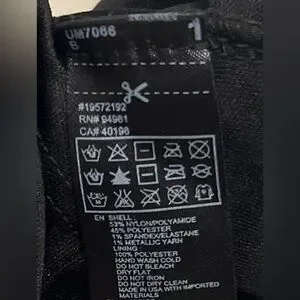 UM7066
B
1
#19572192
RN# 94981
CA# 40198
EN SHELL:
53% NYLON/POLYAMIDE
45% POLYESTER
1% SPANDEX/ELASTANE
1% METALLIC YARN
LINING:
100% POLYESTER
HAND WASH COLD
DO NOT BLEACH
DRY FLAT
DO NOT IRON
DO NOT DRY CLEAN
MADE IN USA WITH IMPORTED
MATERIALS